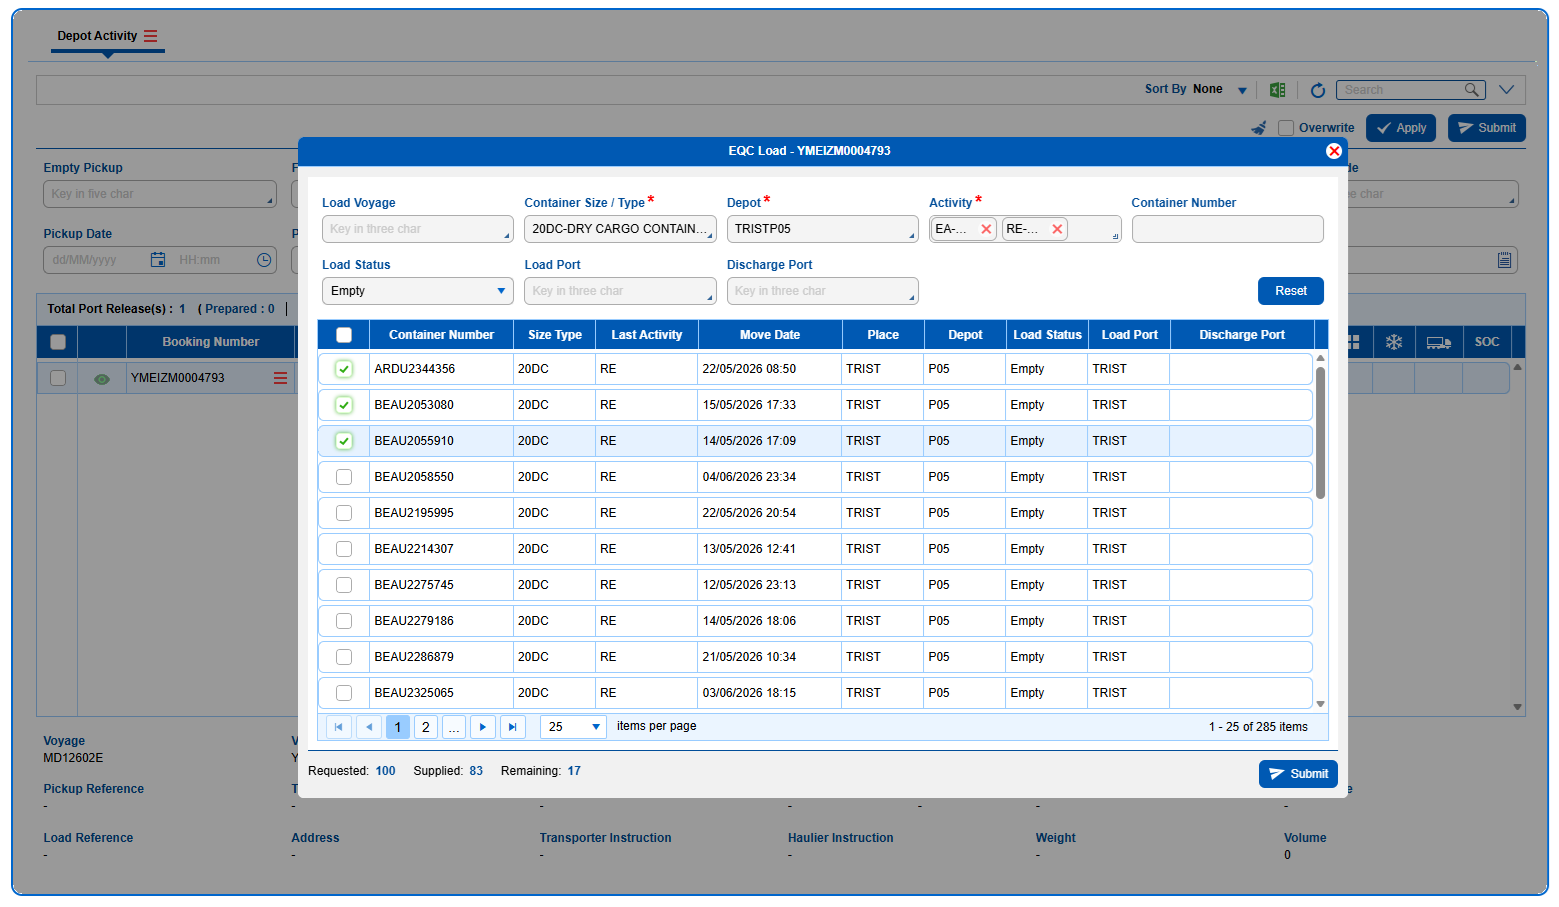 Depot Activity
Sort By None
Search
Overwrite Apply Submit
EQC Load - YMEIZM0004793
Empty Pickup
Key in five char
Pickup Date
dd/MM/yyyy HH:mm
Load Voyage Container Size / Type* Depot* Activity* Container Number
Key in three char 20DC-DRY CARGO CONTAIN... TRISTP05 EA-... RE-...
Load Status Load Port Discharge Port
Empty Key in three char Key in three char Reset
Total Port Release(s) : 1 ( Prepared : 0 |
Booking Number SOC
YMEIZM0004793
Container Number Size Type Last Activity Move Date Place Depot Load Status Load Port Discharge Port
ARDU2344356 20DC RE 22/05/2026 08:50 TRIST P05 Empty TRIST
BEAU2053080 20DC RE 15/05/2026 17:33 TRIST P05 Empty TRIST
BEAU2055910 20DC RE 14/05/2026 17:09 TRIST P05 Empty TRIST
BEAU2058550 20DC RE 04/06/2026 23:34 TRIST P05 Empty TRIST
BEAU2195995 20DC RE 22/05/2026 20:54 TRIST P05 Empty TRIST
BEAU2214307 20DC RE 13/05/2026 12:41 TRIST P05 Empty TRIST
BEAU2275745 20DC RE 12/05/2026 23:13 TRIST P05 Empty TRIST
BEAU2279186 20DC RE 14/05/2026 18:06 TRIST P05 Empty TRIST
BEAU2286879 20DC RE 21/05/2026 10:34 TRIST P05 Empty TRIST
BEAU2325065 20DC RE 03/06/2026 18:15 TRIST P05 Empty TRIST
1 2 ... 25 items per page 1 - 25 of 285 items
Requested: 100 Supplied: 83 Remaining: 17 Submit
Voyage
MD12602E
Pickup Reference
- - - - - - -
Load Reference Address Transporter Instruction Haulier Instruction Weight Volume
- - - - - 0